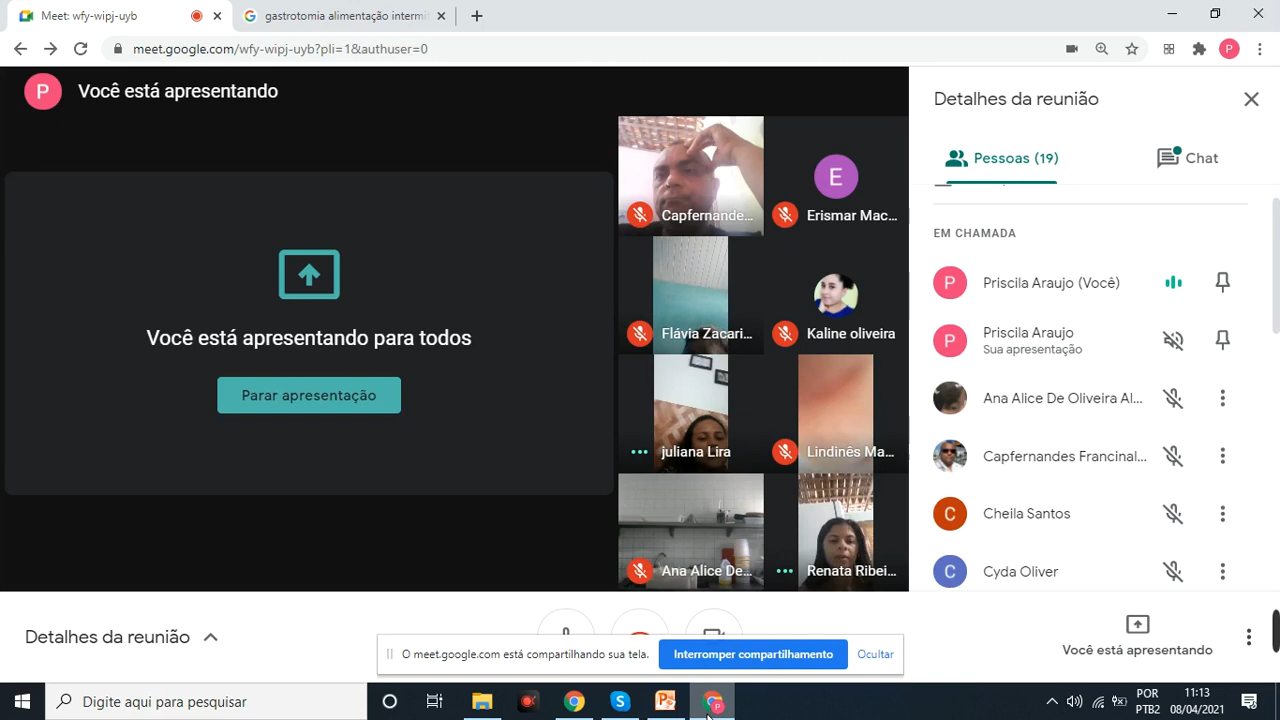 Meet: wfy-wipj-uyb
gastrotomia alimentação intermi
meet.google.com/wfy-wipj-uyb?pli=1&authuser=0
P
P
Você está apresentando
Você está apresentando para todos
Parar apresentação
Capfernande...
E
Erismar Mac...
Flávia Zacari...
Kaline oliveira
juliana Lira
Lindinês Ma...
Ana Alice De...
Renata Ribei...
Detalhes da reunião
Pessoas (19)
Chat
EM CHAMADA
P
Priscila Araujo (Você)
P
Priscila Araujo
Sua apresentação
Ana Alice De Oliveira Al...
Capfernandes Francinal...
C
Cheila Santos
C
Cyda Oliver
Detalhes da reunião
O meet.google.com está compartilhando sua tela.
Interromper compartilhamento
Ocultar
Você está apresentando
Digite aqui para pesquisar
POR
PTB2
11:13
08/04/2021